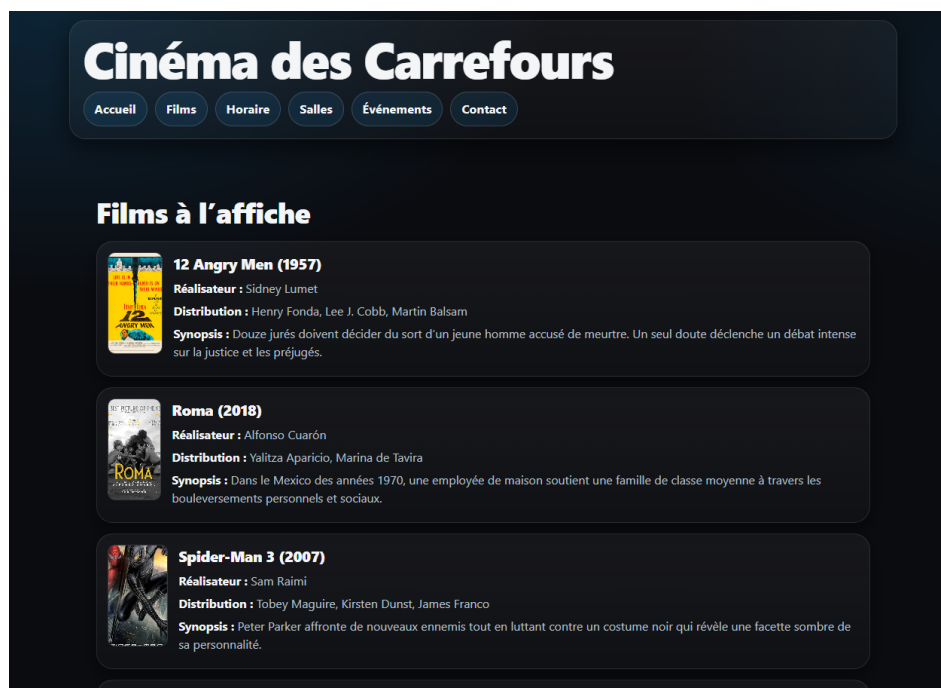 Cinéma des Carrefours
Accueil Films Horaire Salles Événements Contact
Films à l’affiche
12 Angry Men (1957)
Réalisateur : Sidney Lumet
Distribution : Henry Fonda, Lee J. Cobb, Martin Balsam
Synopsis : Douze jurés doivent décider du sort d’un jeune homme accusé de meurtre. Un seul doute déclenche un débat intense
sur la justice et les préjugés.
12
ANGRY MEN
Roma (2018)
Réalisateur : Alfonso Cuarón
Distribution : Yalitza Aparicio, Marina de Tavira
Synopsis : Dans le Mexico des années 1970, une employée de maison soutient une famille de classe moyenne à travers les
bouleversements personnels et sociaux.
ROMA
Spider-Man 3 (2007)
Réalisateur : Sam Raimi
Distribution : Tobey Maguire, Kirsten Dunst, James Franco
Synopsis : Peter Parker affronte de nouveaux ennemis tout en luttant contre un costume noir qui révèle une facette sombre de
sa personnalité.